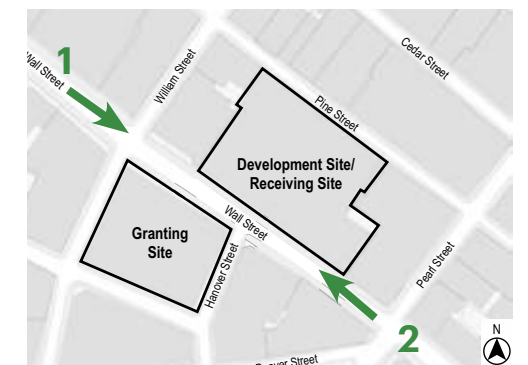 Wall Street
1
William Street
Cedar Street
Pine Street
Development Site/
Receiving Site
Wall Street
Granting
Site
Hanover Street
Pearl Street
2
N
Street